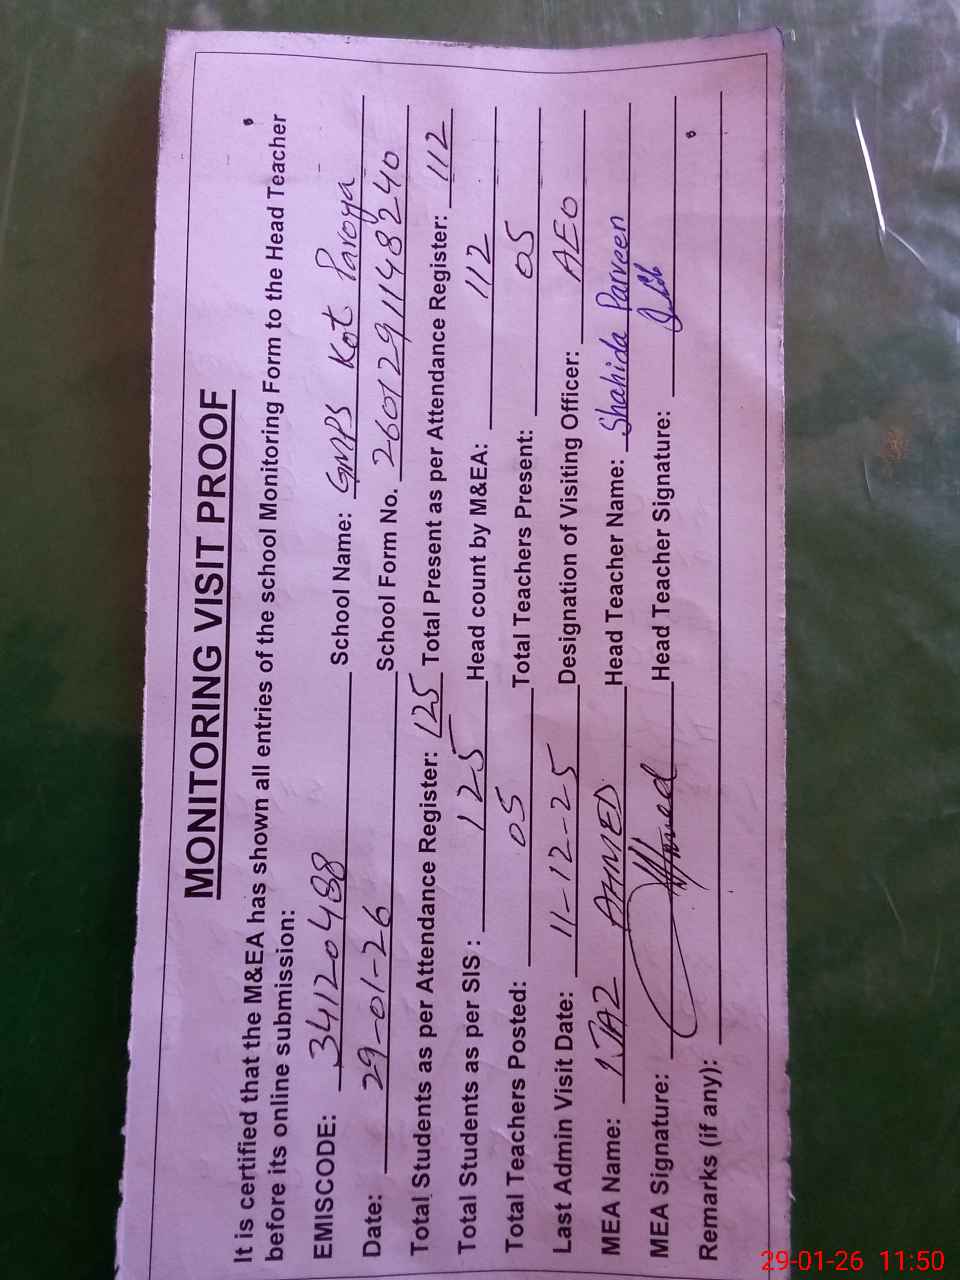 MONITORING VISIT PROOF
It is certified that the M&EA has shown all entries of the school Monitoring Form to the Head Teacher
before its online submission:
EMISCODE: 34120488 School Name: GMPS Kot Paroya
Date: 29-01-26 School Form No. 2601291148240
Total Students as per Attendance Register: 125 Total Present as per Attendance Register: 112
Total Students as per SIS : 125 Head count by M&EA: 112
Total Teachers Posted: 05 Total Teachers Present: 05
Last Admin Visit Date: 11-12-25 Designation of Visiting Officer: AEO
MEA Name: IJAZ AHMED Head Teacher Name: Shahida Parveen
MEA Signature: Head Teacher Signature:
Remarks (if any):
29-01-26 11:50